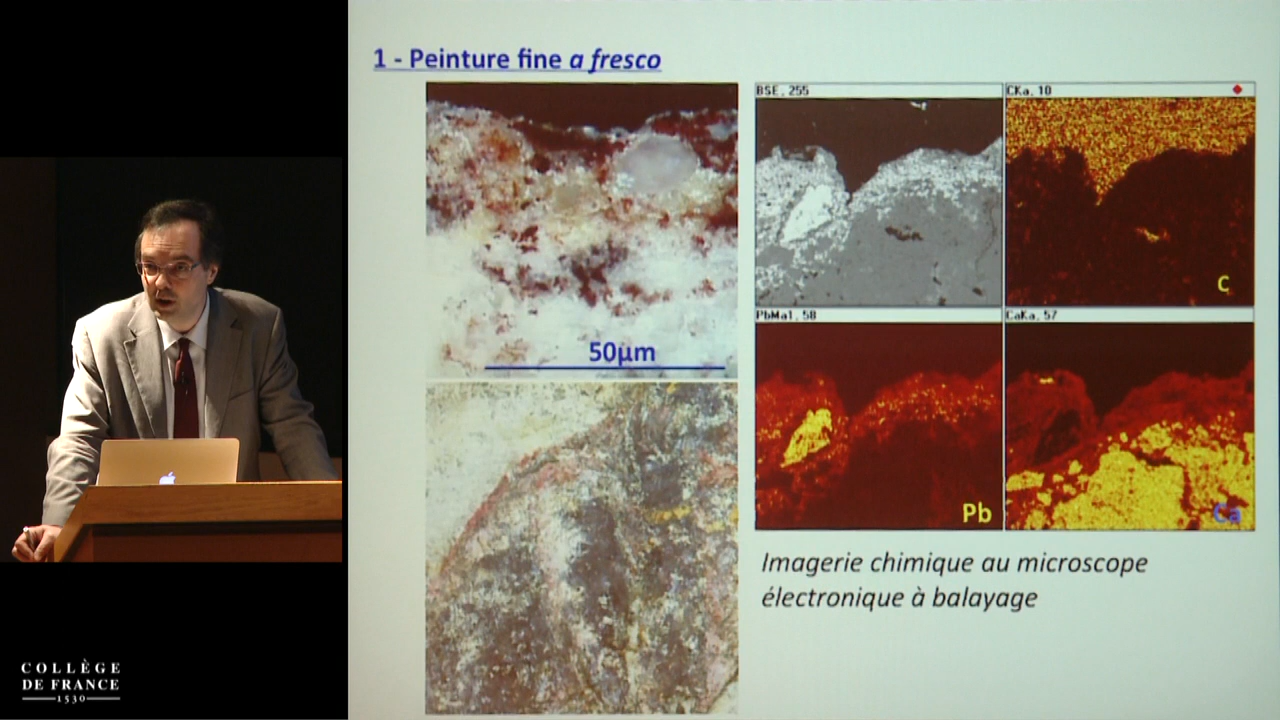 1 - Peinture fine a fresco
BSE, 255
CKa, 10
50µm
C
PbMa1, 58
CaKa, 57
Pb
Ca
Imagerie chimique au microscope
électronique à balayage
COLLÈGE
DE FRANCE
1530